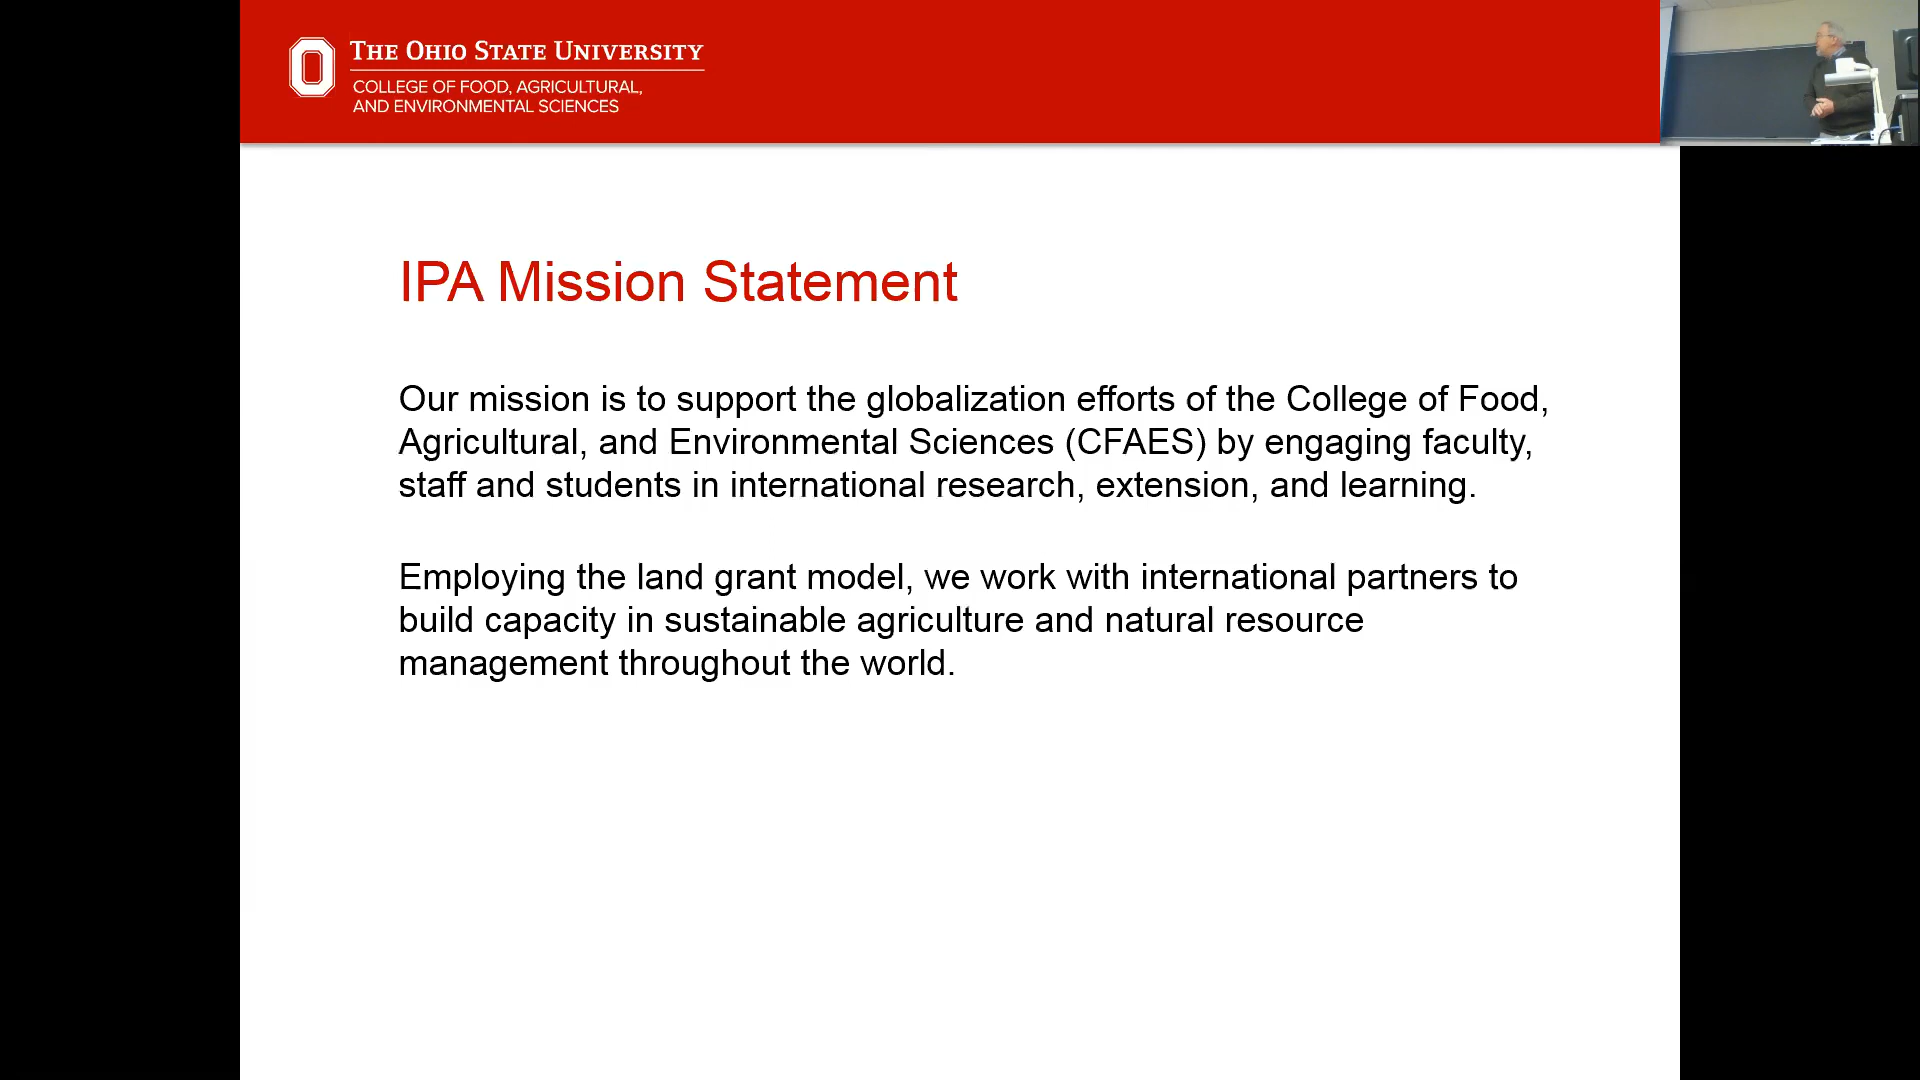 THE OHIO STATE UNIVERSITY
COLLEGE OF FOOD, AGRICULTURAL,
AND ENVIRONMENTAL SCIENCES
IPA Mission Statement
Our mission is to support the globalization efforts of the College of Food,
Agricultural, and Environmental Sciences (CFAES) by engaging faculty,
staff and students in international research, extension, and learning.
Employing the land grant model, we work with international partners to
build capacity in sustainable agriculture and natural resource
management throughout the world.